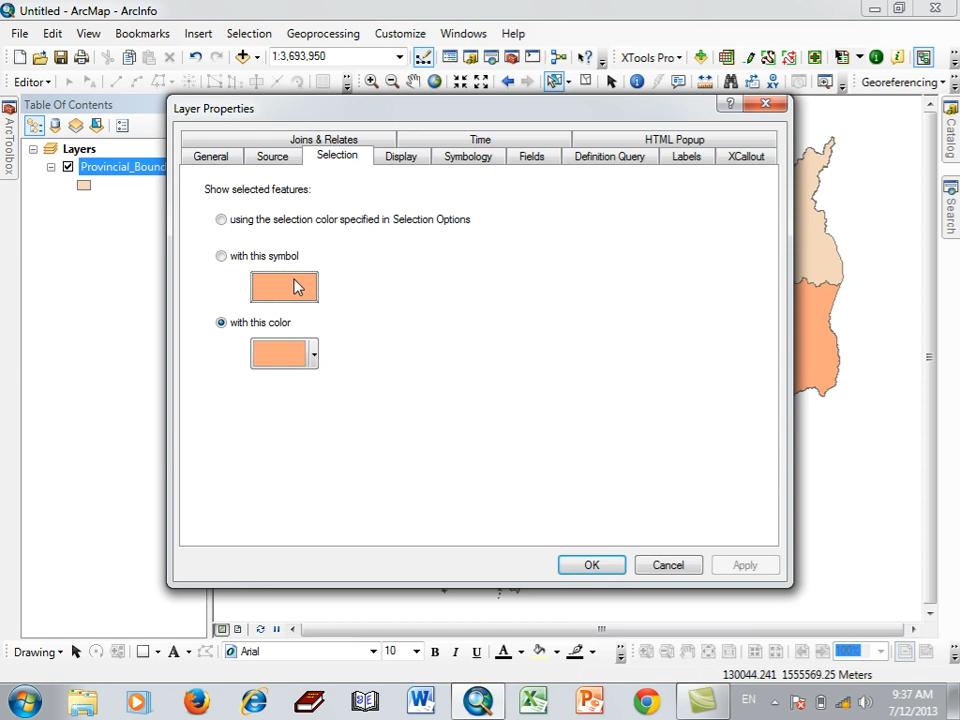 Untitled - ArcMap - ArcInfo
File Edit View Bookmarks Insert Selection Geoprocessing Customize Windows Help
1:3,693,950
XTools Pro
Editor
Georeferencing
Table Of Contents
ArcToolbox
Layers
Provincial_Bound
Layer Properties
Joins & Relates Time HTML Popup
General Source Selection Display Symbology Fields Definition Query Labels XCallout
Show selected features:
using the selection color specified in Selection Options
with this symbol
with this color
OK Cancel Apply
Catalog
Search
Drawing
A
Arial
10
B I U A
100%
130044.241 1555569.25 Meters
EN
9:37 AM
7/12/2013